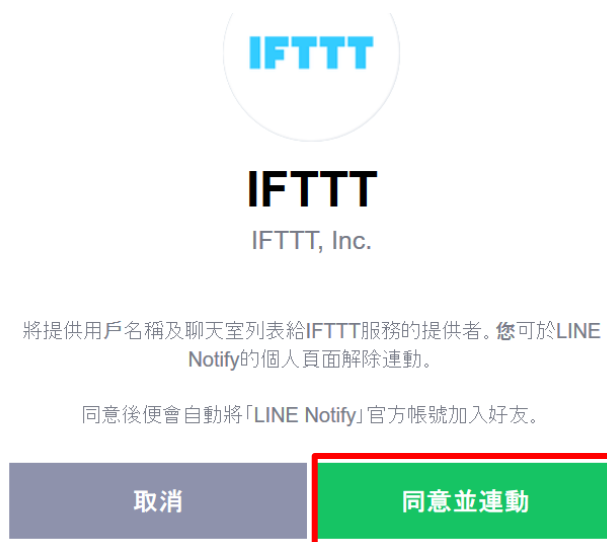 IFTTT
IFTTT
IFTTT, Inc.
將提供用戶名稱及聊天室列表給IFTTT服務的提供者。您可於LINE
Notify的個人頁面解除連動。
同意後便會自動將「LINE Notify」官方帳號加入好友。
取消
同意並連動